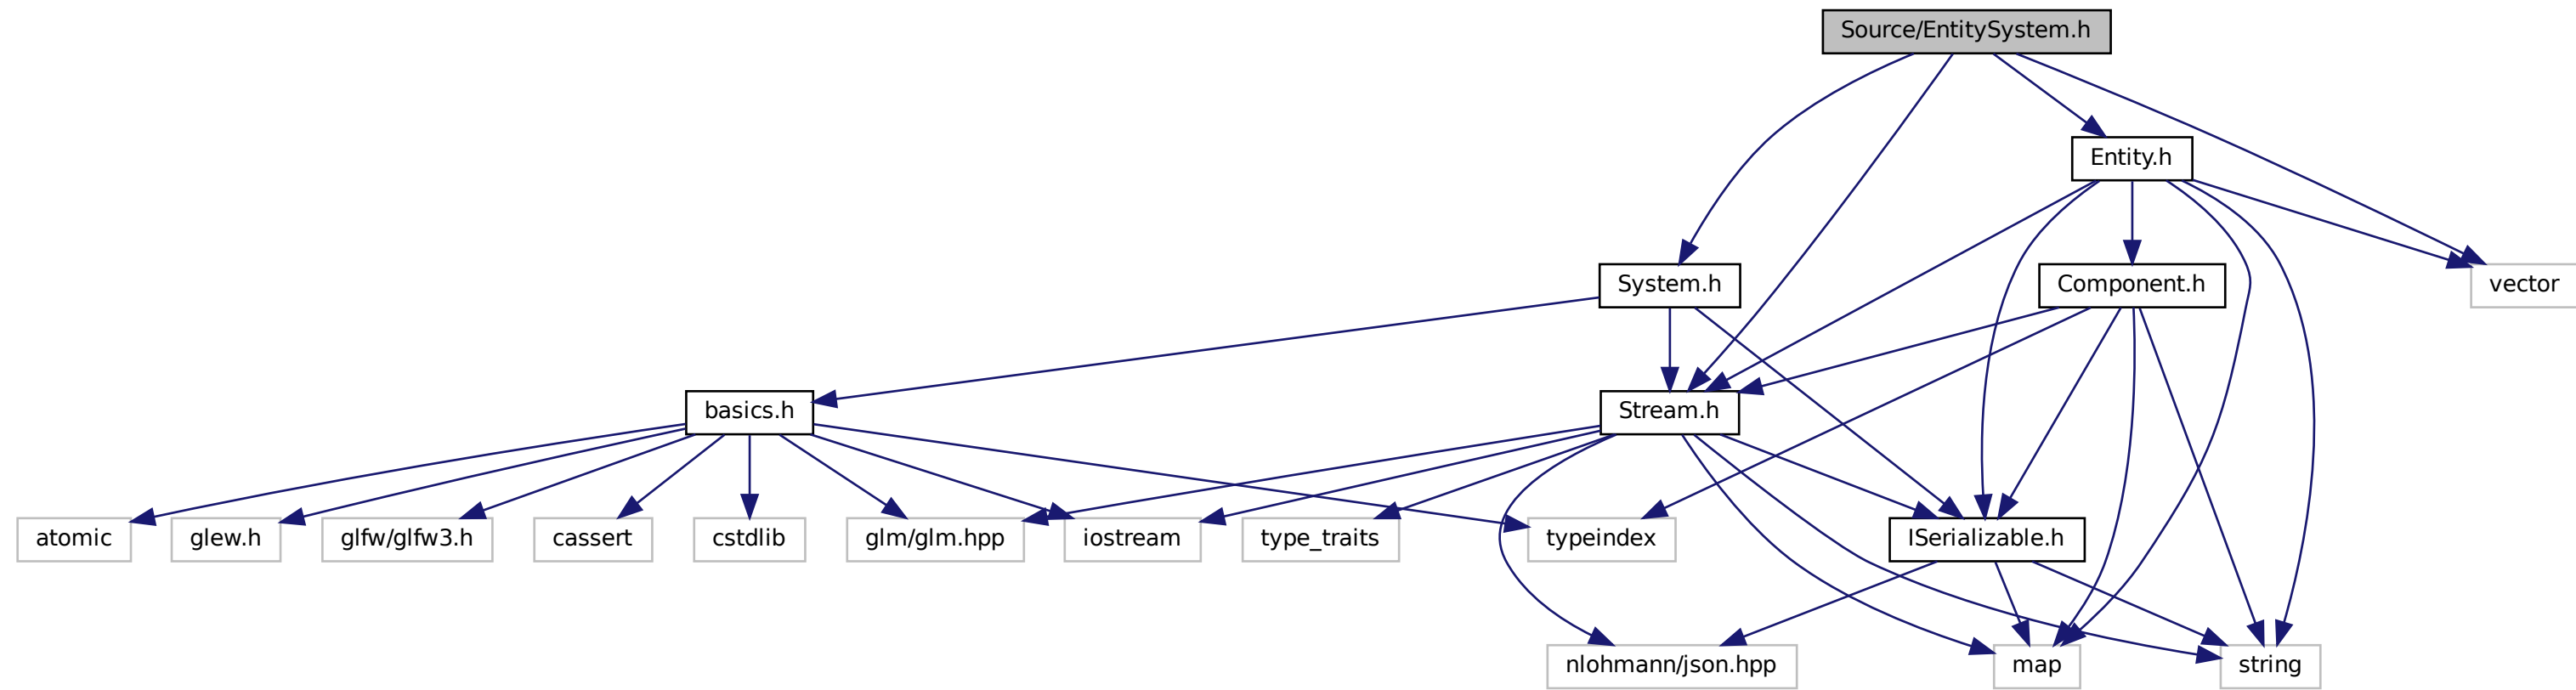 Source/EntitySystem.h
Entity.h
System.h
Component.h
vector
basics.h
Stream.h
atomic
glew.h
glfw/glfw3.h
cassert
cstdlib
glm/glm.hpp
iostream
type_traits
typeindex
ISerializable.h
nlohmann/json.hpp
map
string